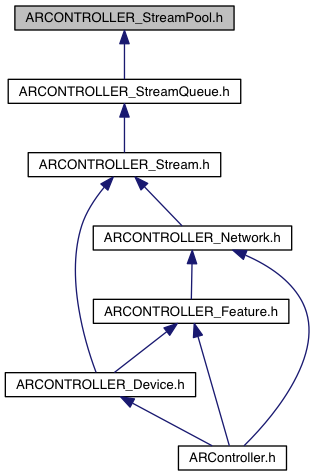 ARCONTROLLER_StreamPool.h
ARCONTROLLER_StreamQueue.h
ARCONTROLLER_Stream.h
ARCONTROLLER_Network.h
ARCONTROLLER_Feature.h
ARCONTROLLER_Device.h
ARController.h